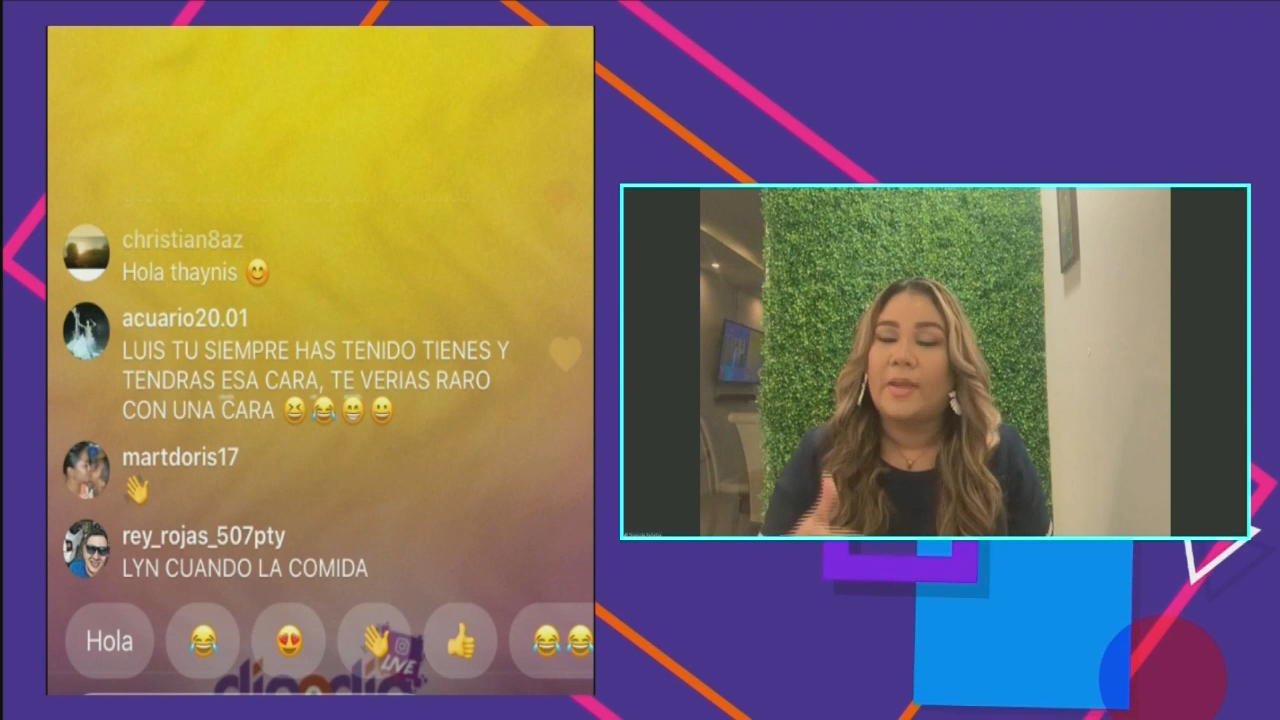 christian8az
Hola thaynis 😊
acuario20.01
LUIS TU SIEMPRE HAS TENIDO TIENES Y
TENDRAS ESA CARA, TE VERIAS RARO
CON UNA CARA 😆😂😁😀
martdoris17
👋
rey_rojas_507pty
LYN CUANDO LA COMIDA
Hola 😂 😍 👋 👍 😂😂
LIVE